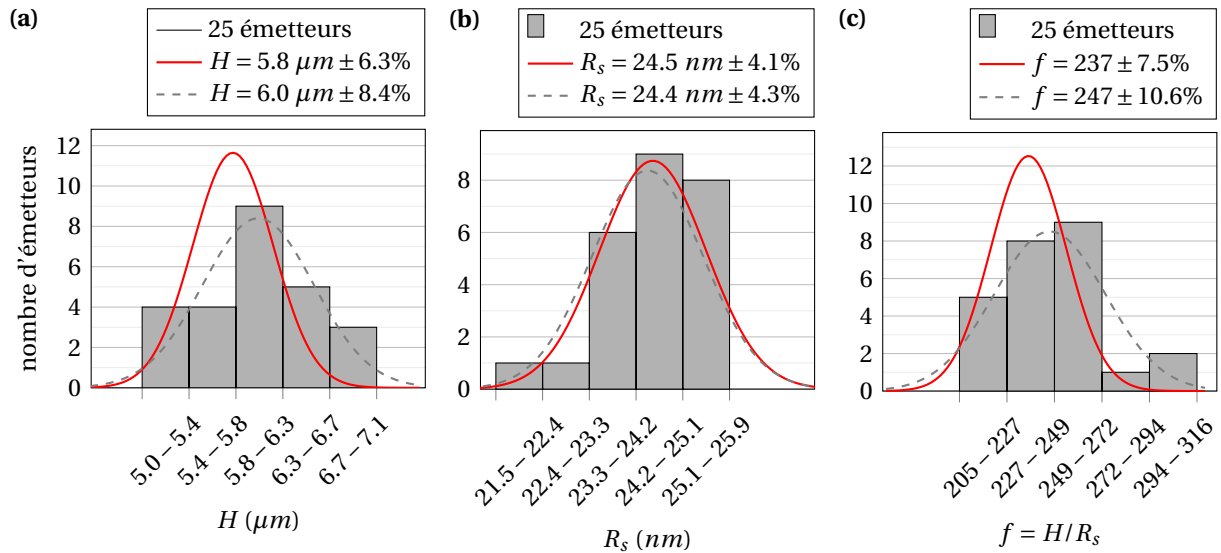 (a)
25 émetteurs
H = 5.8 μm ± 6.3%
H = 6.0 μm ± 8.4%
nombre d'émetteurs
12
10
8
6
4
2
0
5.0 – 5.4
5.4 – 5.8
5.8 – 6.3
6.3 – 6.7
6.7 – 7.1
H (μm)
(b)
25 émetteurs
R_s = 24.5 nm ± 4.1%
R_s = 24.4 nm ± 4.3%
8
6
4
2
0
21.5 – 22.4
22.4 – 23.3
23.3 – 24.2
24.2 – 25.1
25.1 – 25.9
R_s (nm)
(c)
25 émetteurs
f = 237 ± 7.5%
f = 247 ± 10.6%
12
10
8
6
4
2
0
205 – 227
227 – 249
249 – 272
272 – 294
294 – 316
f = H/R_s